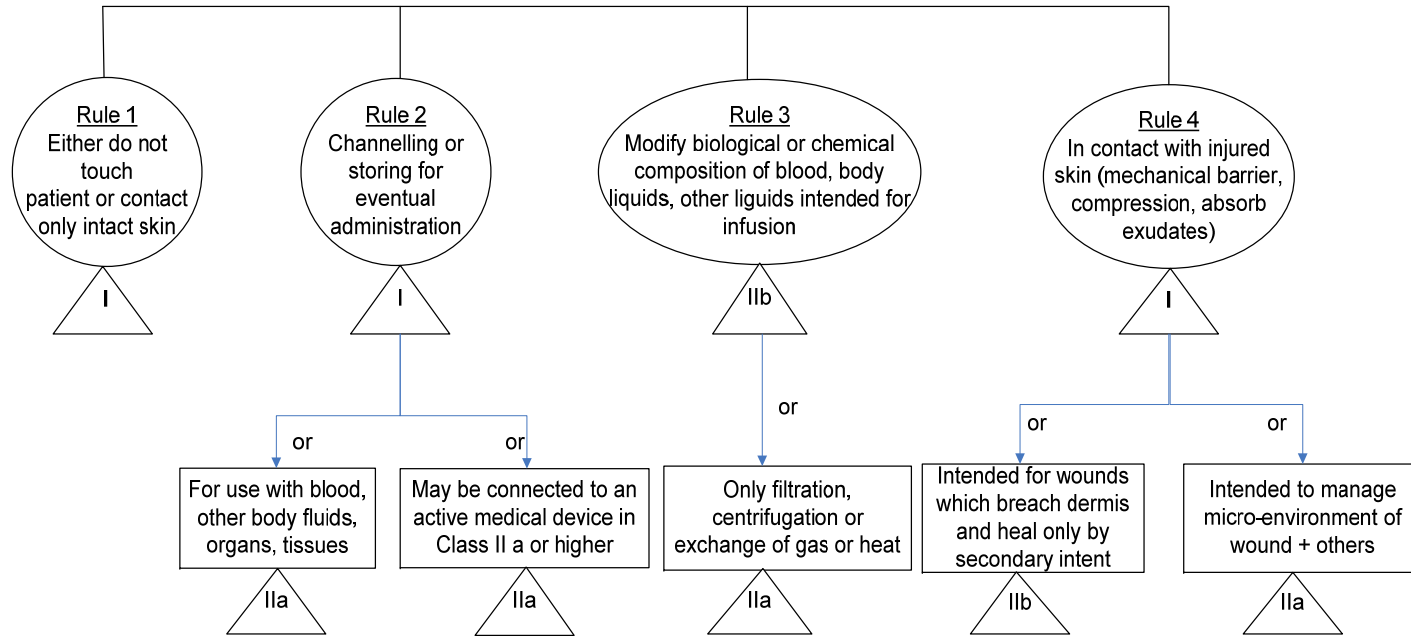 Rule 1
Either do not
touch
patient or contact
only intact skin
I
Rule 2
Channelling or
storing for
eventual
administration
I
Rule 3
Modify biological or chemical
composition of blood, body
liquids, other liguids intended for
infusion
IIb
Rule 4
In contact with injured
skin (mechanical barrier,
compression, absorb
exudates)
I
or
For use with blood,
other body fluids,
organs, tissues
IIa
or
May be connected to an
active medical device in
Class II a or higher
IIa
or
Only filtration,
centrifugation or
exchange of gas or heat
IIa
or
Intended for wounds
which breach dermis
and heal only by
secondary intent
IIb
or
Intended to manage
micro-environment of
wound + others
IIa